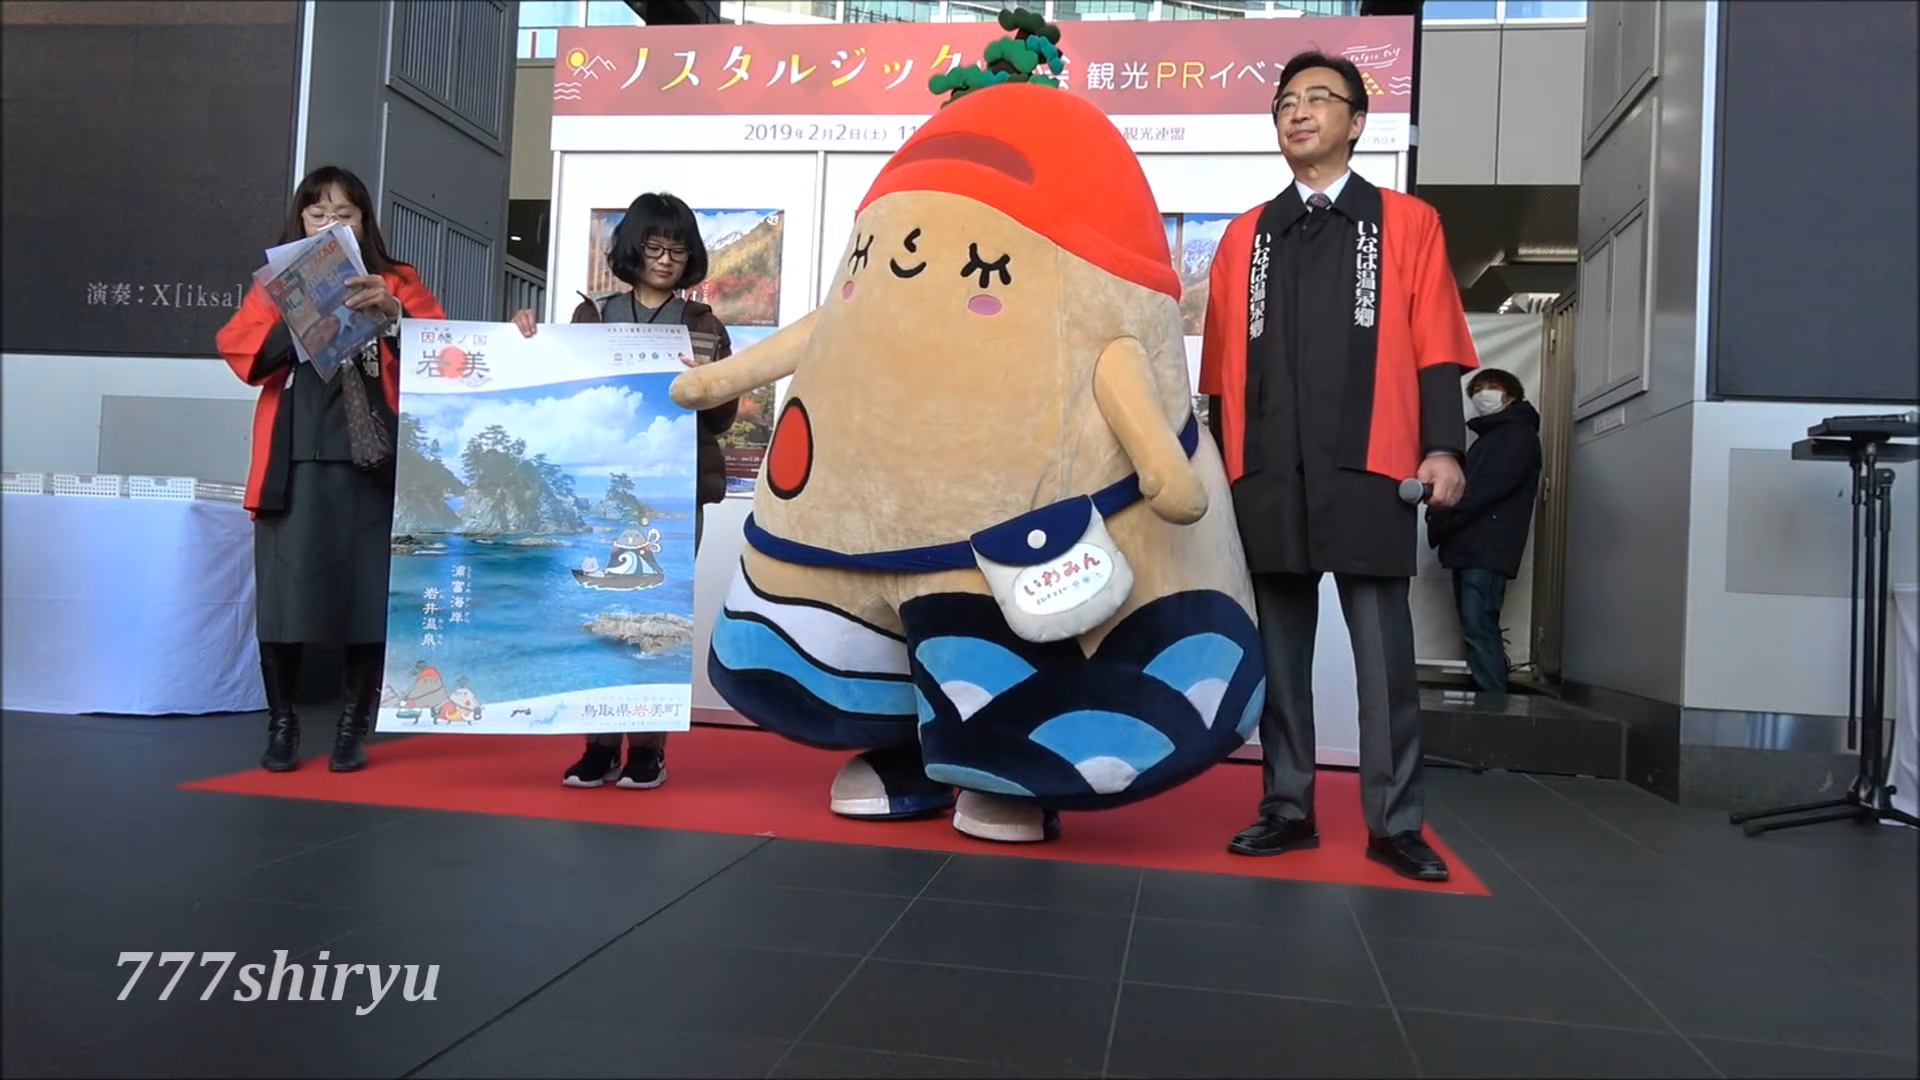 ノスタルジック
観光PRイベン
2019年2月2日(土) 11
観光連盟
演奏:X[iksa]
MAP
いなば温泉郷
いなば温泉郷
因幡ノ国
岩美
浦富海岸
岩井温泉
鳥取県岩美町
いわみん
777shiryu